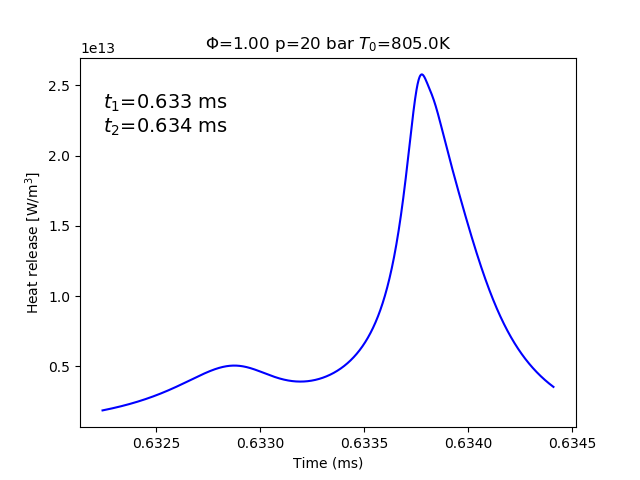 Φ=1.00 p=20 bar T₀=805.0K
1e13
t₁=0.633 ms
t₂=0.634 ms
2.5
2.0
1.5
1.0
0.5
Heat release [W/m³]
0.6325 0.6330 0.6335 0.6340 0.6345
Time (ms)